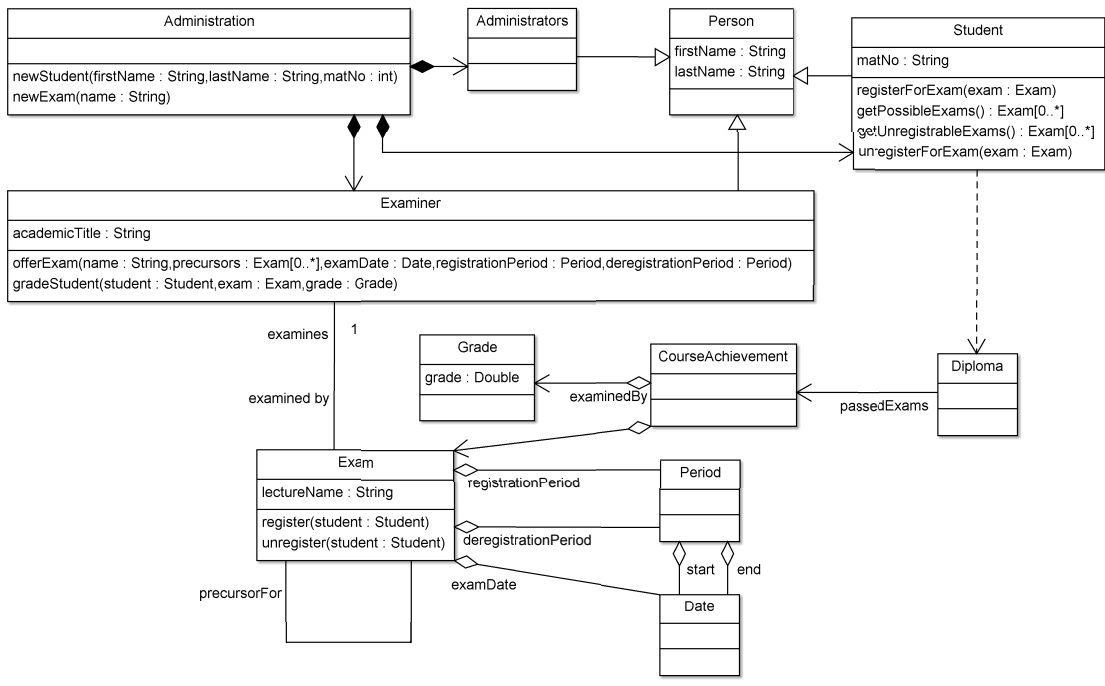 Administration
newStudent(firstName : String,lastName : String,matNo : int)
newExam(name : String)
Administrators
Person
firstName : String
lastName : String
Student
matNo : String
registerForExam(exam : Exam)
getPossibleExams() : Exam[0..*]
getUnregistrableExams() : Exam[0..*]
unregisterForExam(exam : Exam)
Examiner
academicTitle : String
offerExam(name : String,precursors : Exam[0..*],examDate : Date,registrationPeriod : Period,deregistrationPeriod : Period)
gradeStudent(student : Student,exam : Exam,grade : Grade)
examines
1
examined by
Grade
grade : Double
examinedBy
CourseAchievement
passedExams
Diploma
Exam
lectureName : String
register(student : Student)
unregister(student : Student)
registrationPeriod
deregistrationPeriod
examDate
precursorFor
Period
start
end
Date